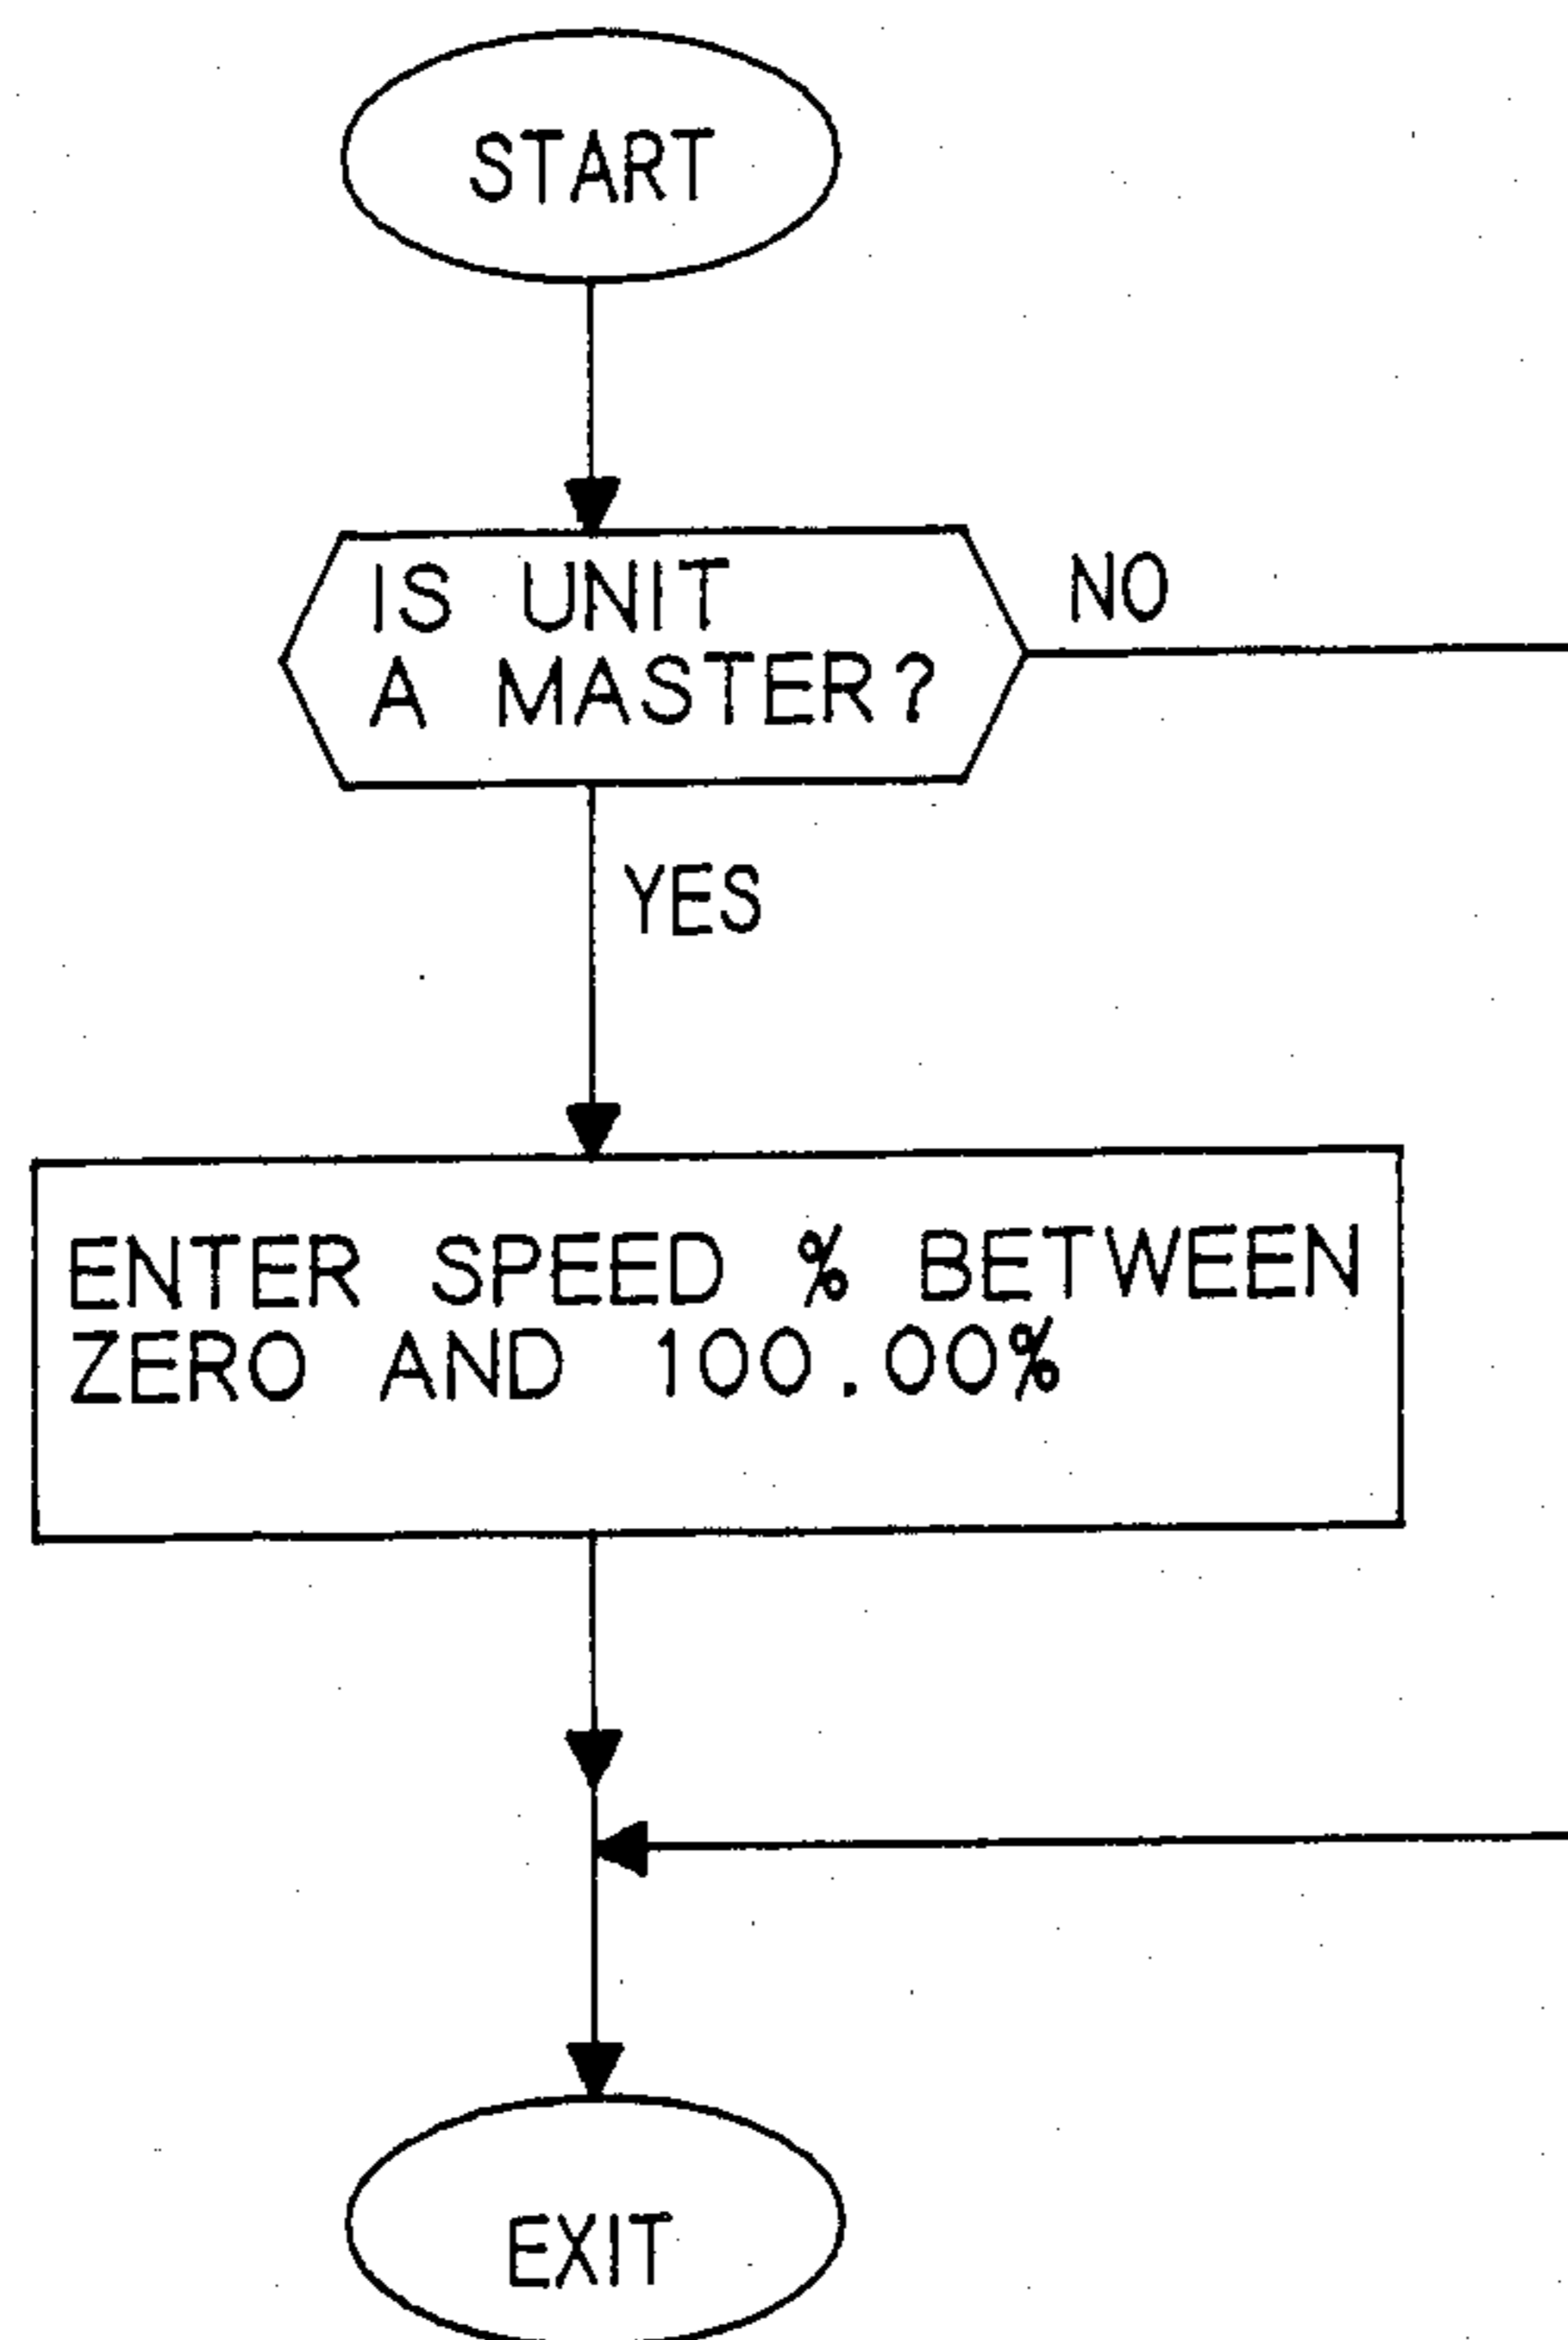 START
IS UNIT
A MASTER?
NO
YES
ENTER SPEED % BETWEEN
ZERO AND 100.00%
EXIT